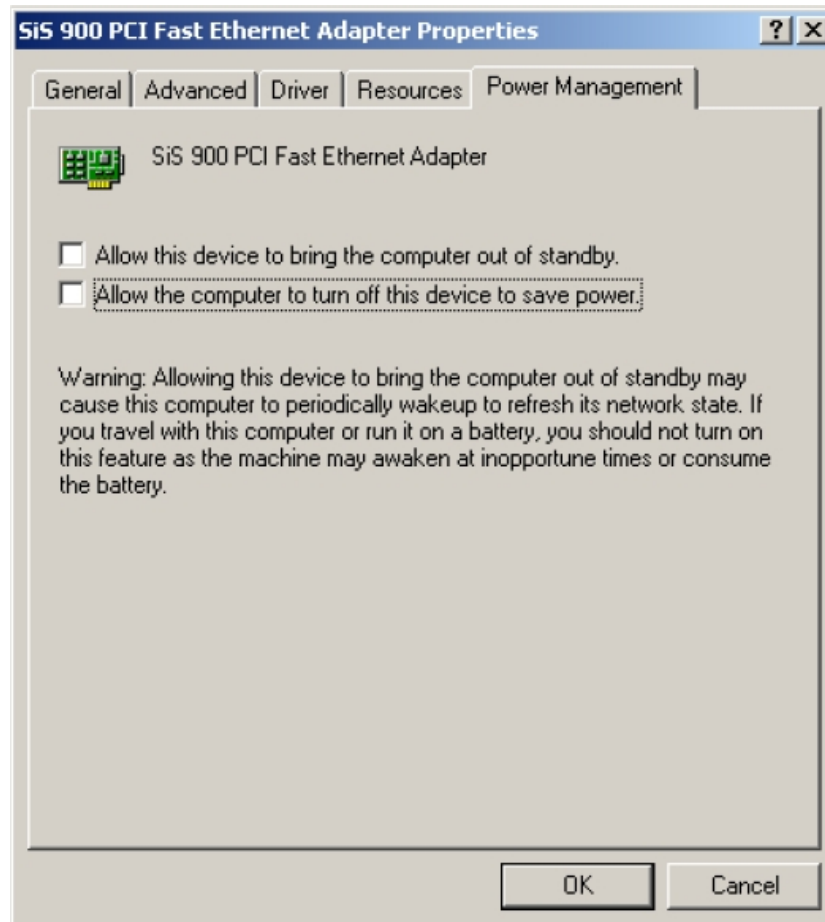 SiS 900 PCI Fast Ethernet Adapter Properties
General Advanced Driver Resources Power Management
SiS 900 PCI Fast Ethernet Adapter
Allow this device to bring the computer out of standby.
Allow the computer to turn off this device to save power.
Warning: Allowing this device to bring the computer out of standby may
cause this computer to periodically wakeup to refresh its network state. If
you travel with this computer or run it on a battery, you should not turn on
this feature as the machine may awaken at inopportune times or consume
the battery.
OK Cancel